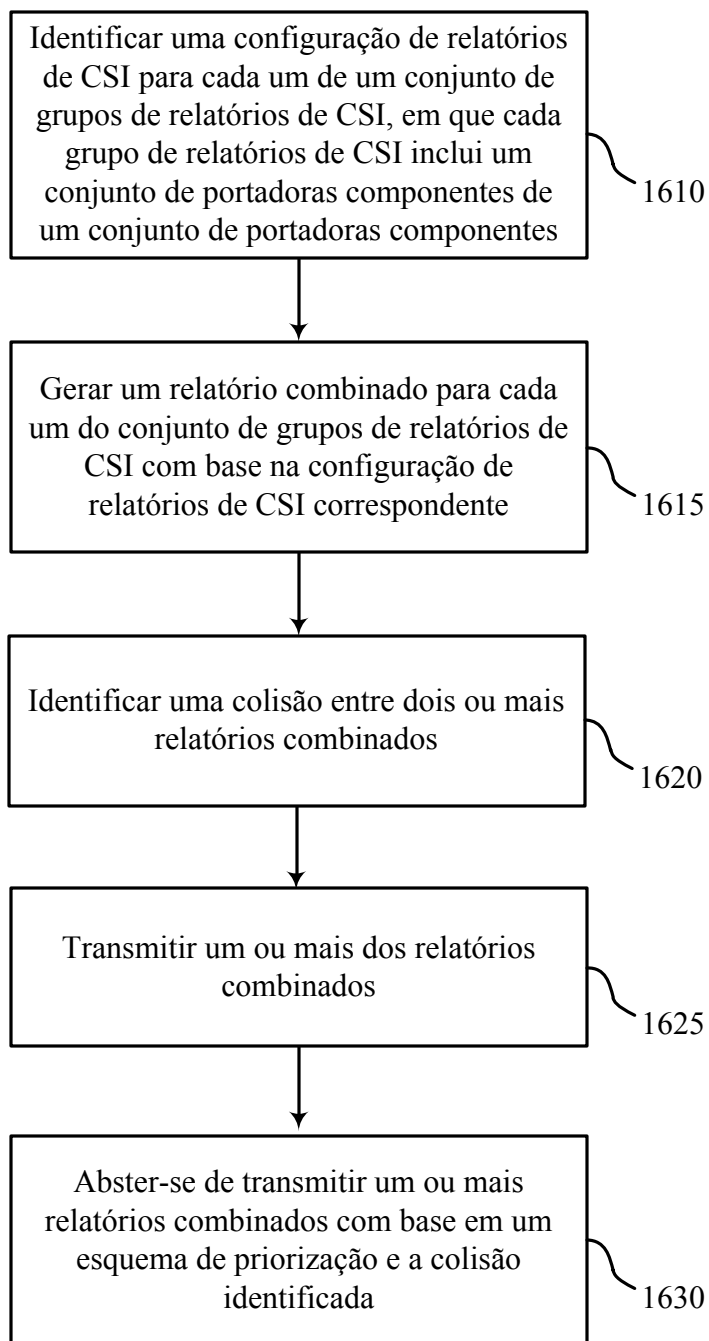 Identificar uma configuração de relatórios
de CSI para cada um de um conjunto de
grupos de relatórios de CSI, em que cada
grupo de relatórios de CSI inclui um
conjunto de portadoras componentes de
um conjunto de portadoras componentes
1610
Gerar um relatório combinado para cada
um do conjunto de grupos de relatórios de
CSI com base na configuração de
relatórios de CSI correspondente
1615
Identificar uma colisão entre dois ou mais
relatórios combinados
1620
Transmitir um ou mais dos relatórios
combinados
1625
Abster-se de transmitir um ou mais
relatórios combinados com base em um
esquema de priorização e a colisão
identificada
1630